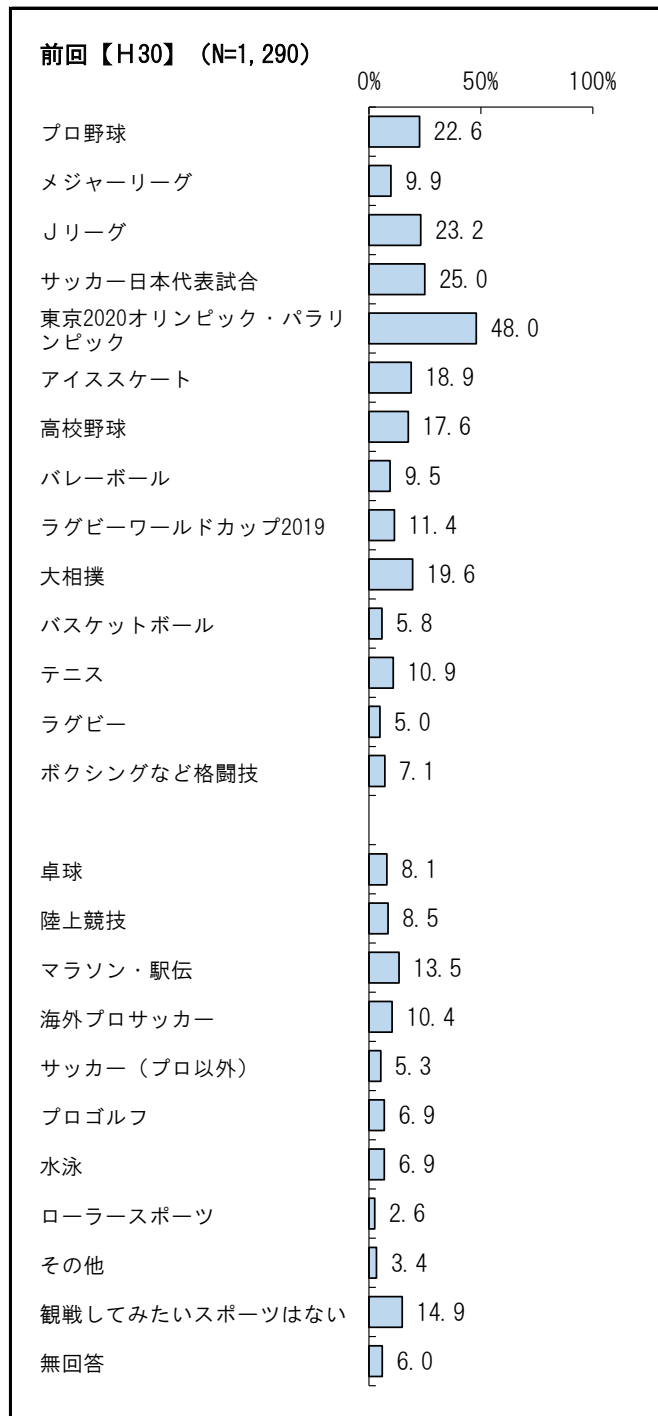 前回【Ｈ30】（N=1,290）
0% 50% 100%
プロ野球 22.6
メジャーリーグ 9.9
Ｊリーグ 23.2
サッカー日本代表試合 25.0
東京2020オリンピック・パラリ
ンピック 48.0
アイススケート 18.9
高校野球 17.6
バレーボール 9.5
ラグビーワールドカップ2019 11.4
大相撲 19.6
バスケットボール 5.8
テニス 10.9
ラグビー 5.0
ボクシングなど格闘技 7.1
卓球 8.1
陸上競技 8.5
マラソン・駅伝 13.5
海外プロサッカー 10.4
サッカー（プロ以外） 5.3
プロゴルフ 6.9
水泳 6.9
ローラースポーツ 2.6
その他 3.4
観戦してみたいスポーツはない 14.9
無回答 6.0